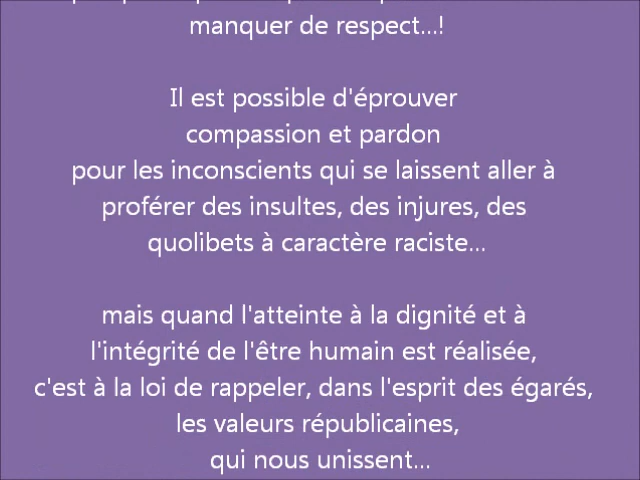 manquer de respect...!
Il est possible d'éprouver
compassion et pardon
pour les inconscients qui se laissent aller à
proférer des insultes, des injures, des
quolibets à caractère raciste...
mais quand l'atteinte à la dignité et à
l'intégrité de l'être humain est réalisée,
c'est à la loi de rappeler, dans l'esprit des égarés,
les valeurs républicaines,
qui nous unissent...